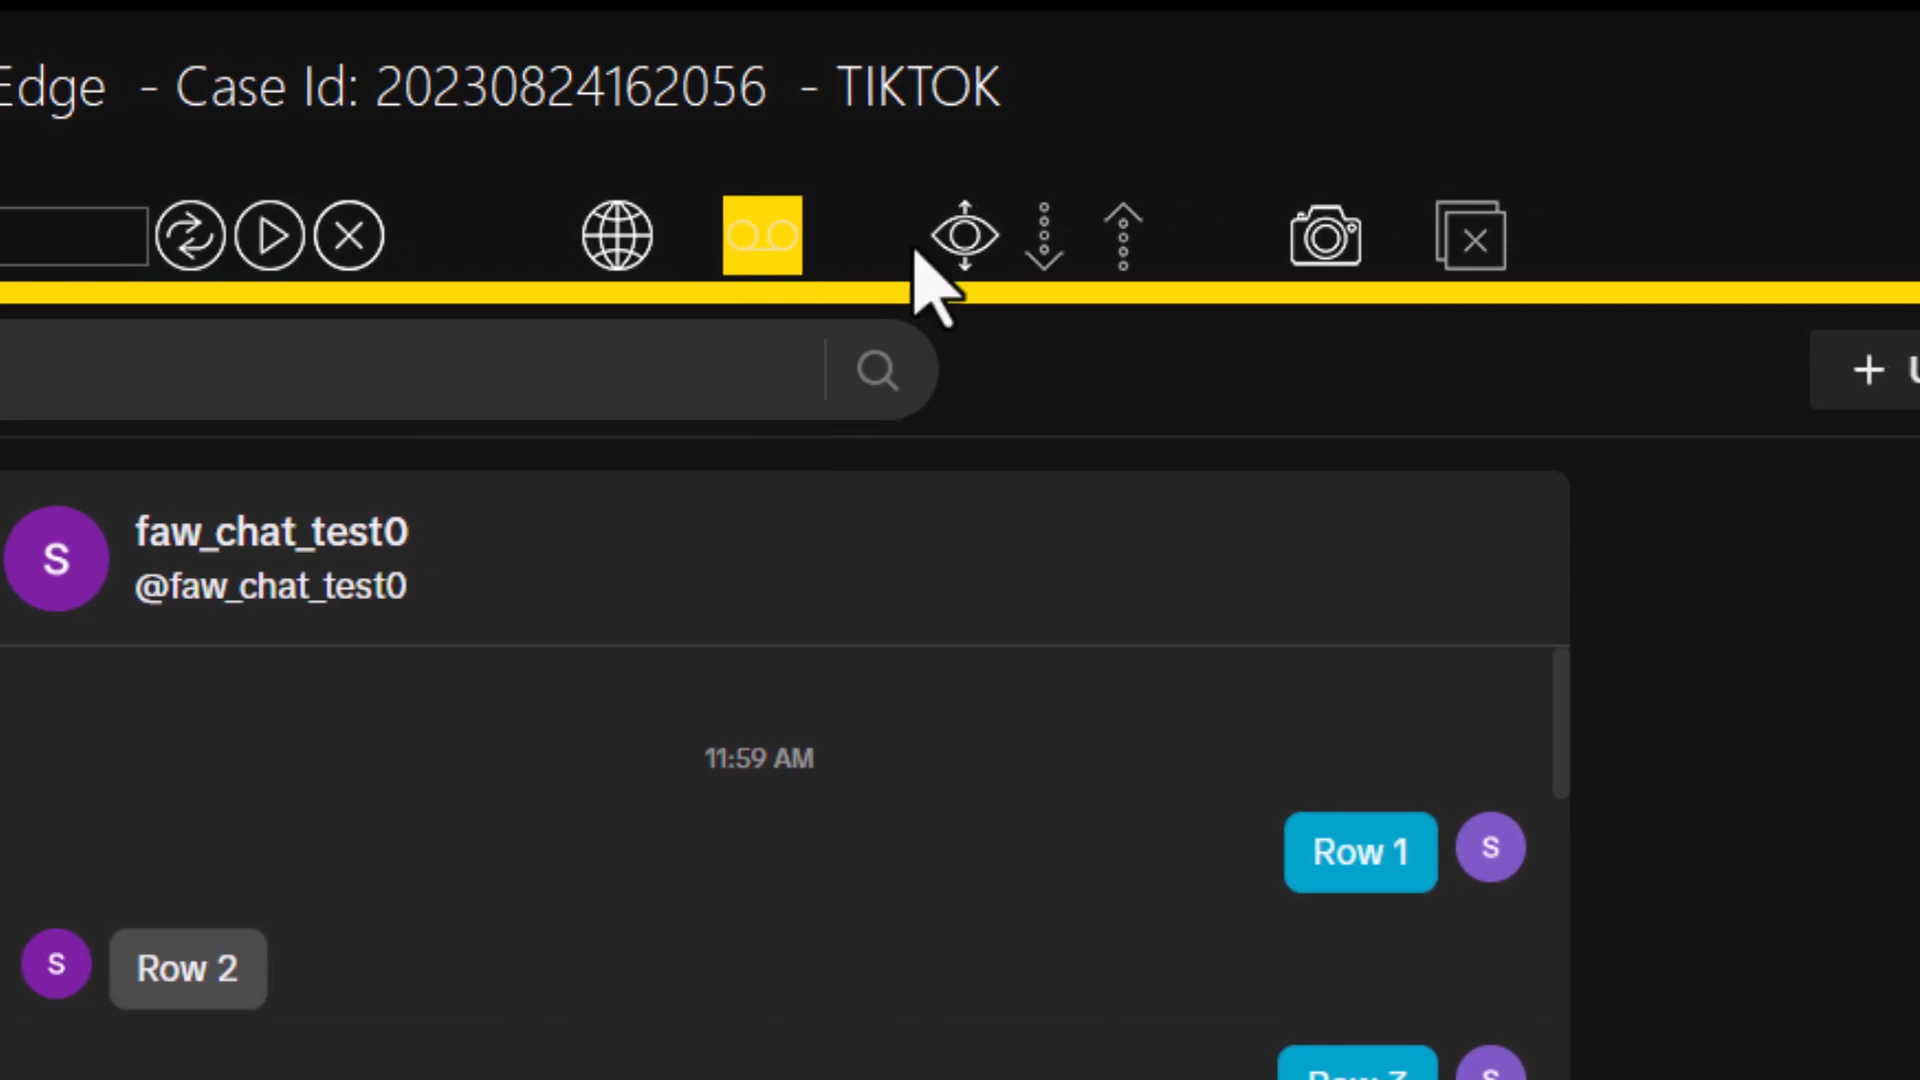 Edge - Case Id: 20230824162056 - TIKTOK
faw_chat_test0
@faw_chat_test0
S
11:59 AM
Row 1
S
S
Row 2
S